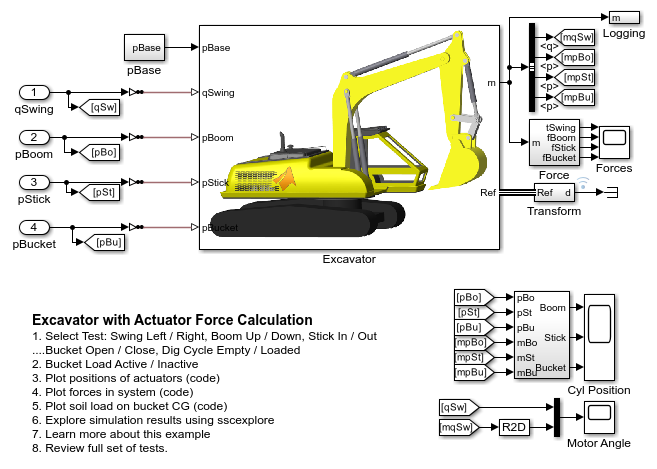 m
Logging
pBase
pBase
pBase
[mqSw]
<q>
[mpBo]
<p>
[mpSt]
<p>
[mpBu]
<p>
m
1
qSwing
[qSw]
qSwing
2
pBoom
[pBo]
pBoom
m
tSwing
fBoom
fStick
fBucket
Force
Forces
3
pStick
[pSt]
pStick
Ref
Ref d
Transform
4
pBucket
[pBu]
pBucket
Excavator
Excavator with Actuator Force Calculation
1. Select Test: Swing Left / Right, Boom Up / Down, Stick In / Out
....Bucket Open / Close, Dig Cycle Empty / Loaded
2. Bucket Load Active / Inactive
3. Plot positions of actuators (code)
4. Plot forces in system (code)
5. Plot soil load on bucket CG (code)
6. Explore simulation results using sscexplore
7. Learn more about this example
8. Review full set of tests.
[pBo]
[pSt]
[pBu]
[mpBo]
[mpSt]
[mpBu]
pBo
pSt
pBu
mBo
mSt
mBu
Boom
Stick
Bucket
Cyl Position
[qSw]
[mqSw]
R2D
Motor Angle